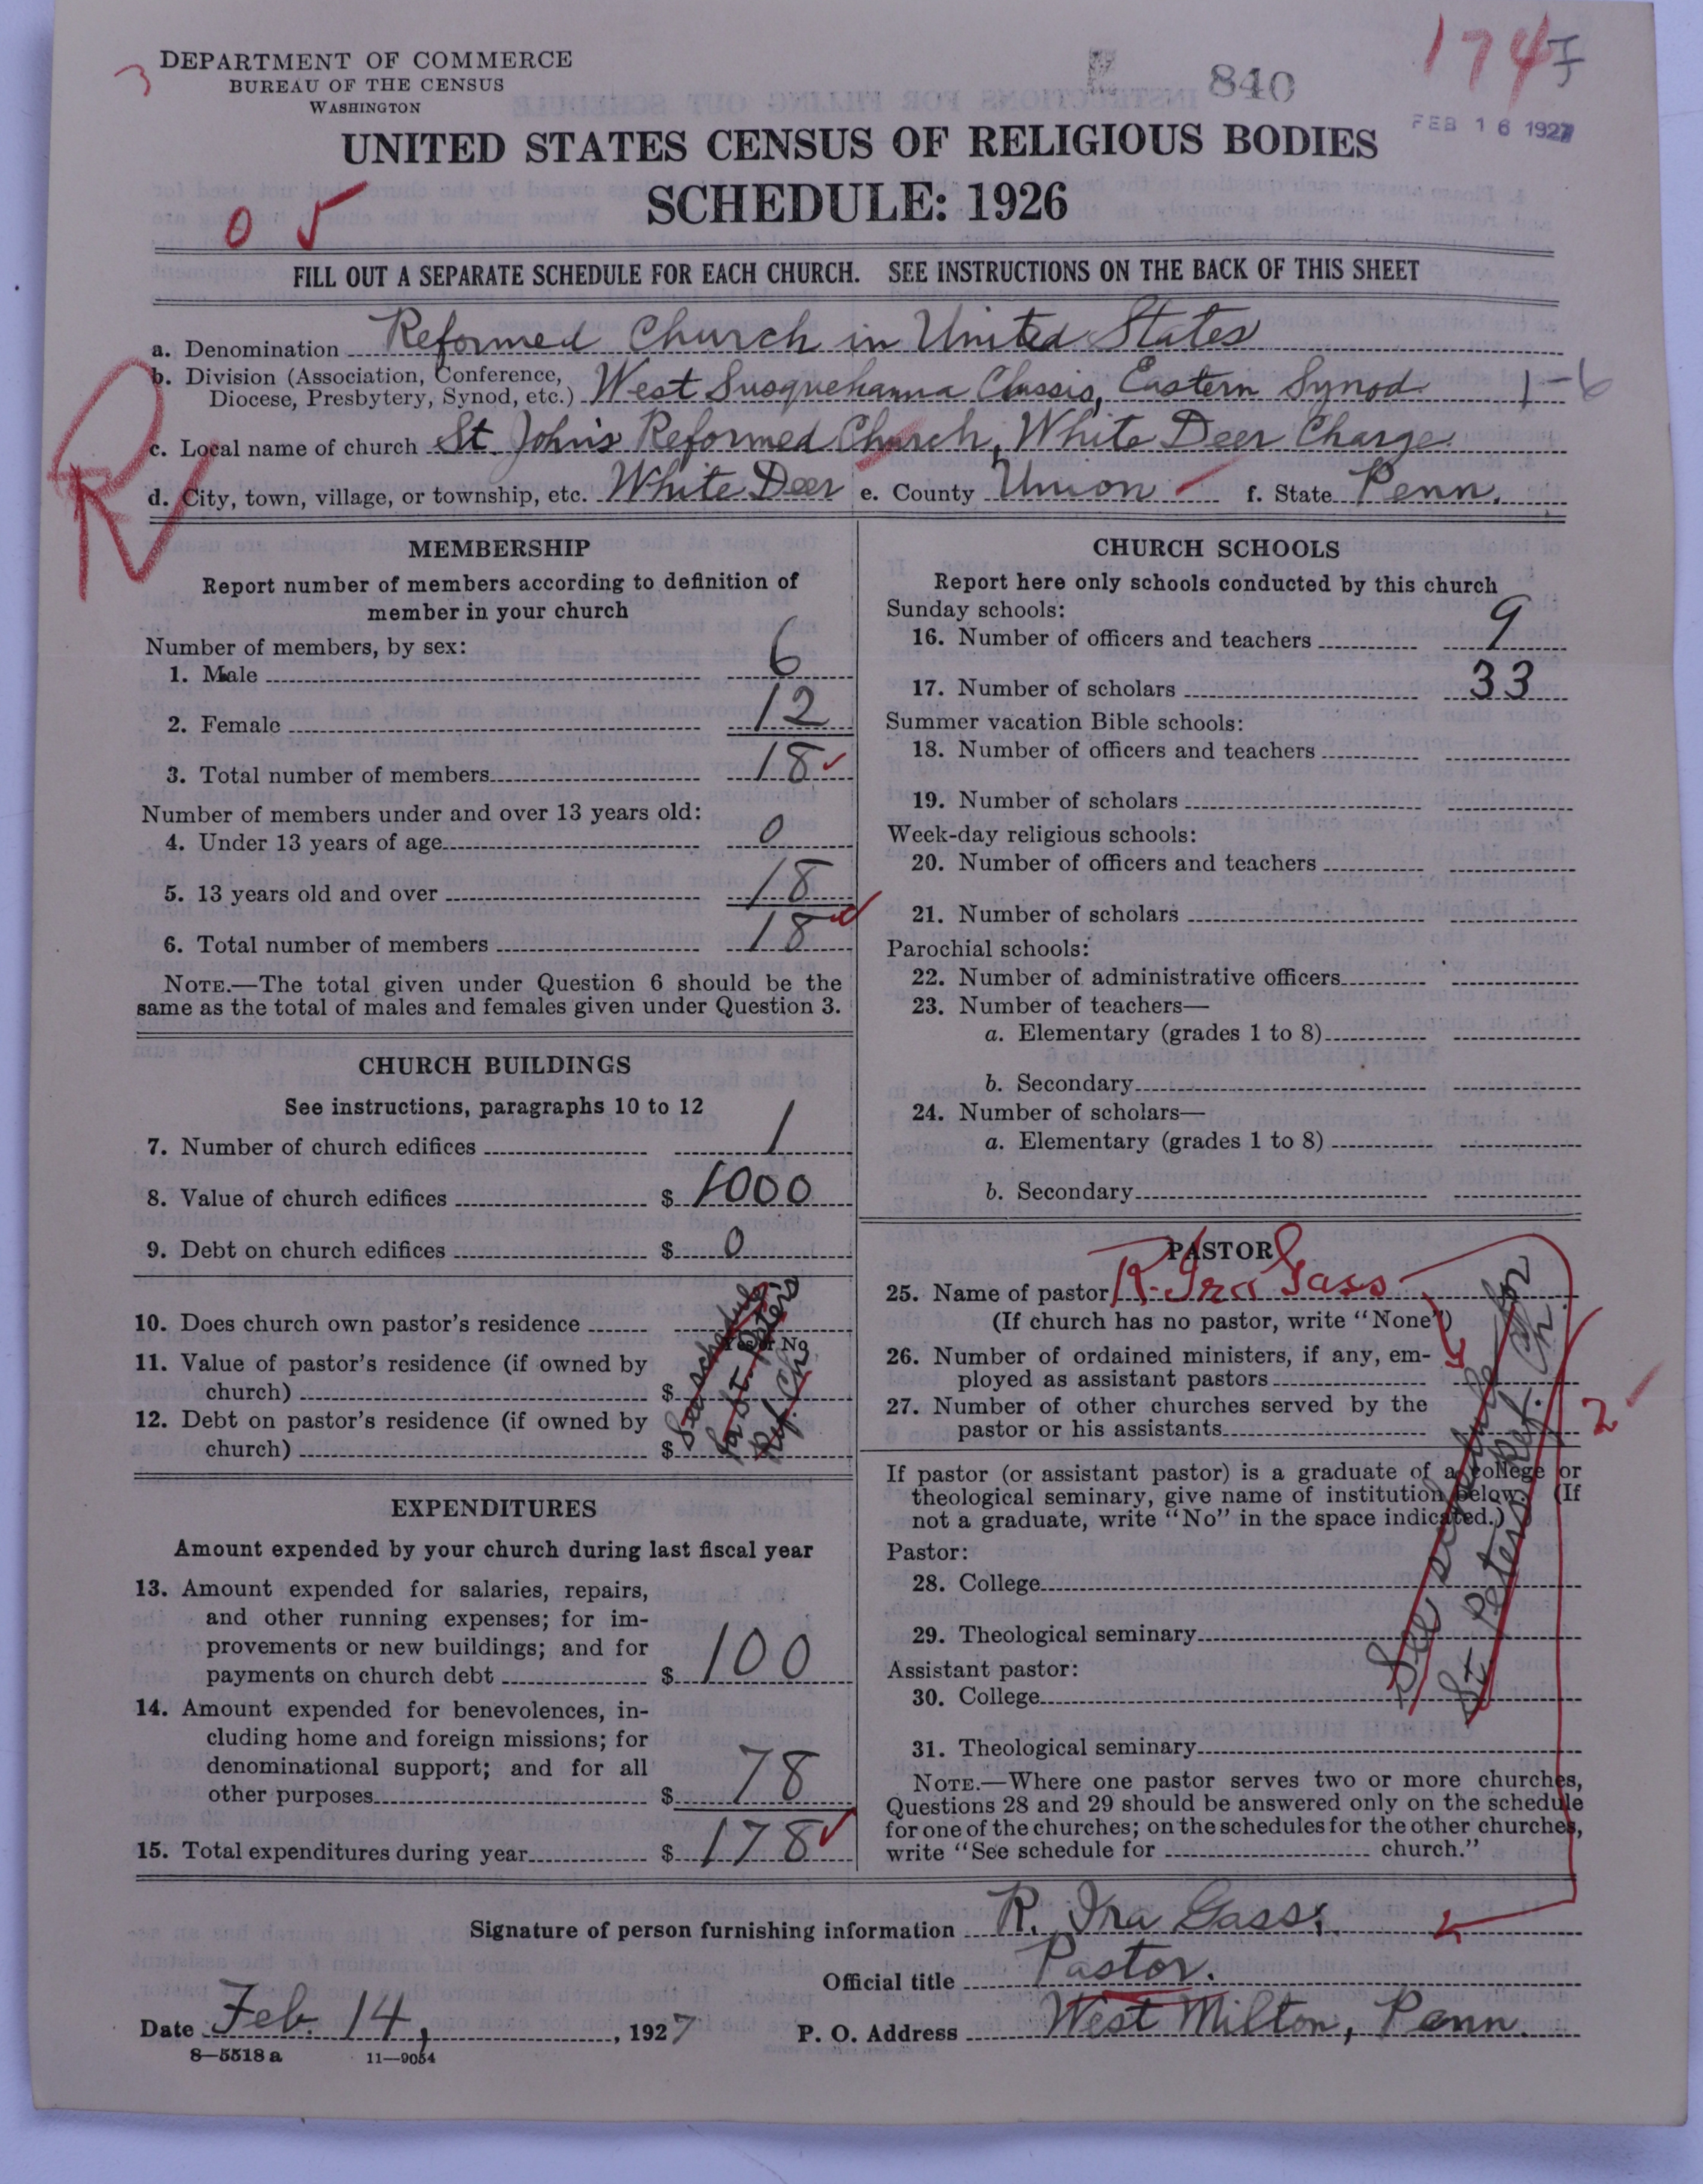 DEPARTMENT OF COMMERCE
BUREAU OF THE CENSUS
WASHINGTON
840
174 F
FEB 16 1927
UNITED STATES CENSUS OF RELIGIOUS BODIES
SCHEDULE: 1926
FILL OUT A SEPARATE SCHEDULE FOR EACH CHURCH. SEE INSTRUCTIONS ON THE BACK OF THIS SHEET
a. Denomination Reformed Church in United States
b. Division (Association, Conference,
Diocese, Presbytery, Synod, etc.) West Susquehanna Classis, Eastern Synod 1-6
c. Local name of church St. John's Reformed Church, White Deer Charge.
d. City, town, village, or township, etc. White Deer e. County Union f. State Penn.
MEMBERSHIP
Report number of members according to definition of
member in your church
Number of members, by sex:
1. Male 6
2. Female 12
3. Total number of members 18
Number of members under and over 13 years old:
4. Under 13 years of age 0
5. 13 years old and over 18
6. Total number of members 18
NOTE.—The total given under Question 6 should be the
same as the total of males and females given under Question 3.
CHURCH BUILDINGS
See instructions, paragraphs 10 to 12
7. Number of church edifices 1
8. Value of church edifices $ 1000
9. Debt on church edifices $ 0
10. Does church own pastor's residence
Yes or No
11. Value of pastor's residence (if owned by
church) $
12. Debt on pastor's residence (if owned by
church) $
See schedule
for St. Peters
Ref. Ch.
EXPENDITURES
Amount expended by your church during last fiscal year
13. Amount expended for salaries, repairs,
and other running expenses; for im-
provements or new buildings; and for
payments on church debt $ 100
14. Amount expended for benevolences, in-
cluding home and foreign missions; for
denominational support; and for all
other purposes $ 78
15. Total expenditures during year $ 178
CHURCH SCHOOLS
Report here only schools conducted by this church
Sunday schools:
16. Number of officers and teachers 9
17. Number of scholars 33
Summer vacation Bible schools:
18. Number of officers and teachers
19. Number of scholars
Week-day religious schools:
20. Number of officers and teachers
21. Number of scholars
Parochial schools:
22. Number of administrative officers
23. Number of teachers—
a. Elementary (grades 1 to 8)
b. Secondary
24. Number of scholars—
a. Elementary (grades 1 to 8)
b. Secondary
PASTOR
25. Name of pastor R. Ira Gass
(If church has no pastor, write "None")
26. Number of ordained ministers, if any, em-
ployed as assistant pastors
27. Number of other churches served by the
pastor or his assistants 2
If pastor (or assistant pastor) is a graduate of a college or
theological seminary, give name of institution below. (If
not a graduate, write "No" in the space indicated.)
Pastor:
28. College
29. Theological seminary
Assistant pastor:
30. College
31. Theological seminary
See schedule for
St. Peters Ref. Ch.
NOTE.—Where one pastor serves two or more churches,
Questions 28 and 29 should be answered only on the schedule
for one of the churches; on the schedules for the other churches,
write "See schedule for church."
Signature of person furnishing information R. Ira Gass.
Official title Pastor.
Date Feb. 14, 1927 P. O. Address West Milton, Penn.
8—5518 a 11—9054